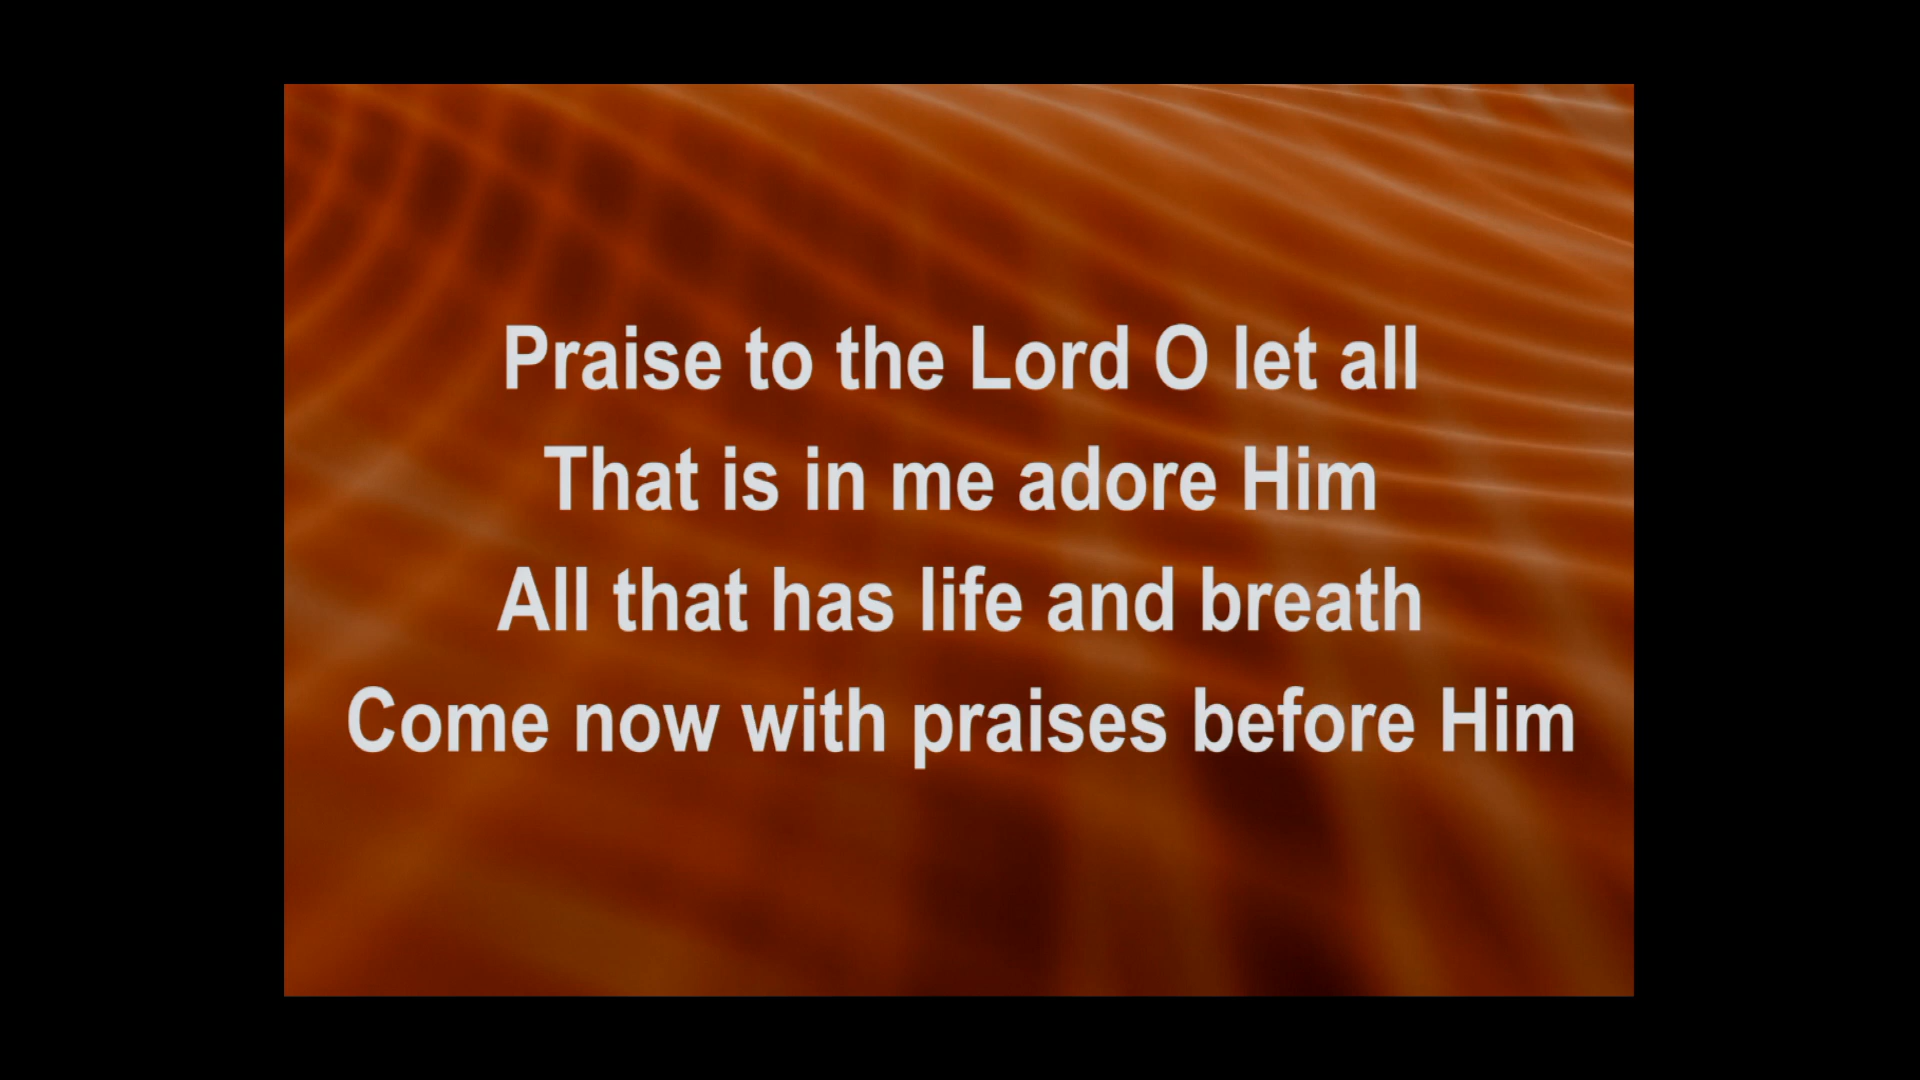 Praise to the Lord O let all
That is in me adore Him
All that has life and breath
Come now with praises before Him